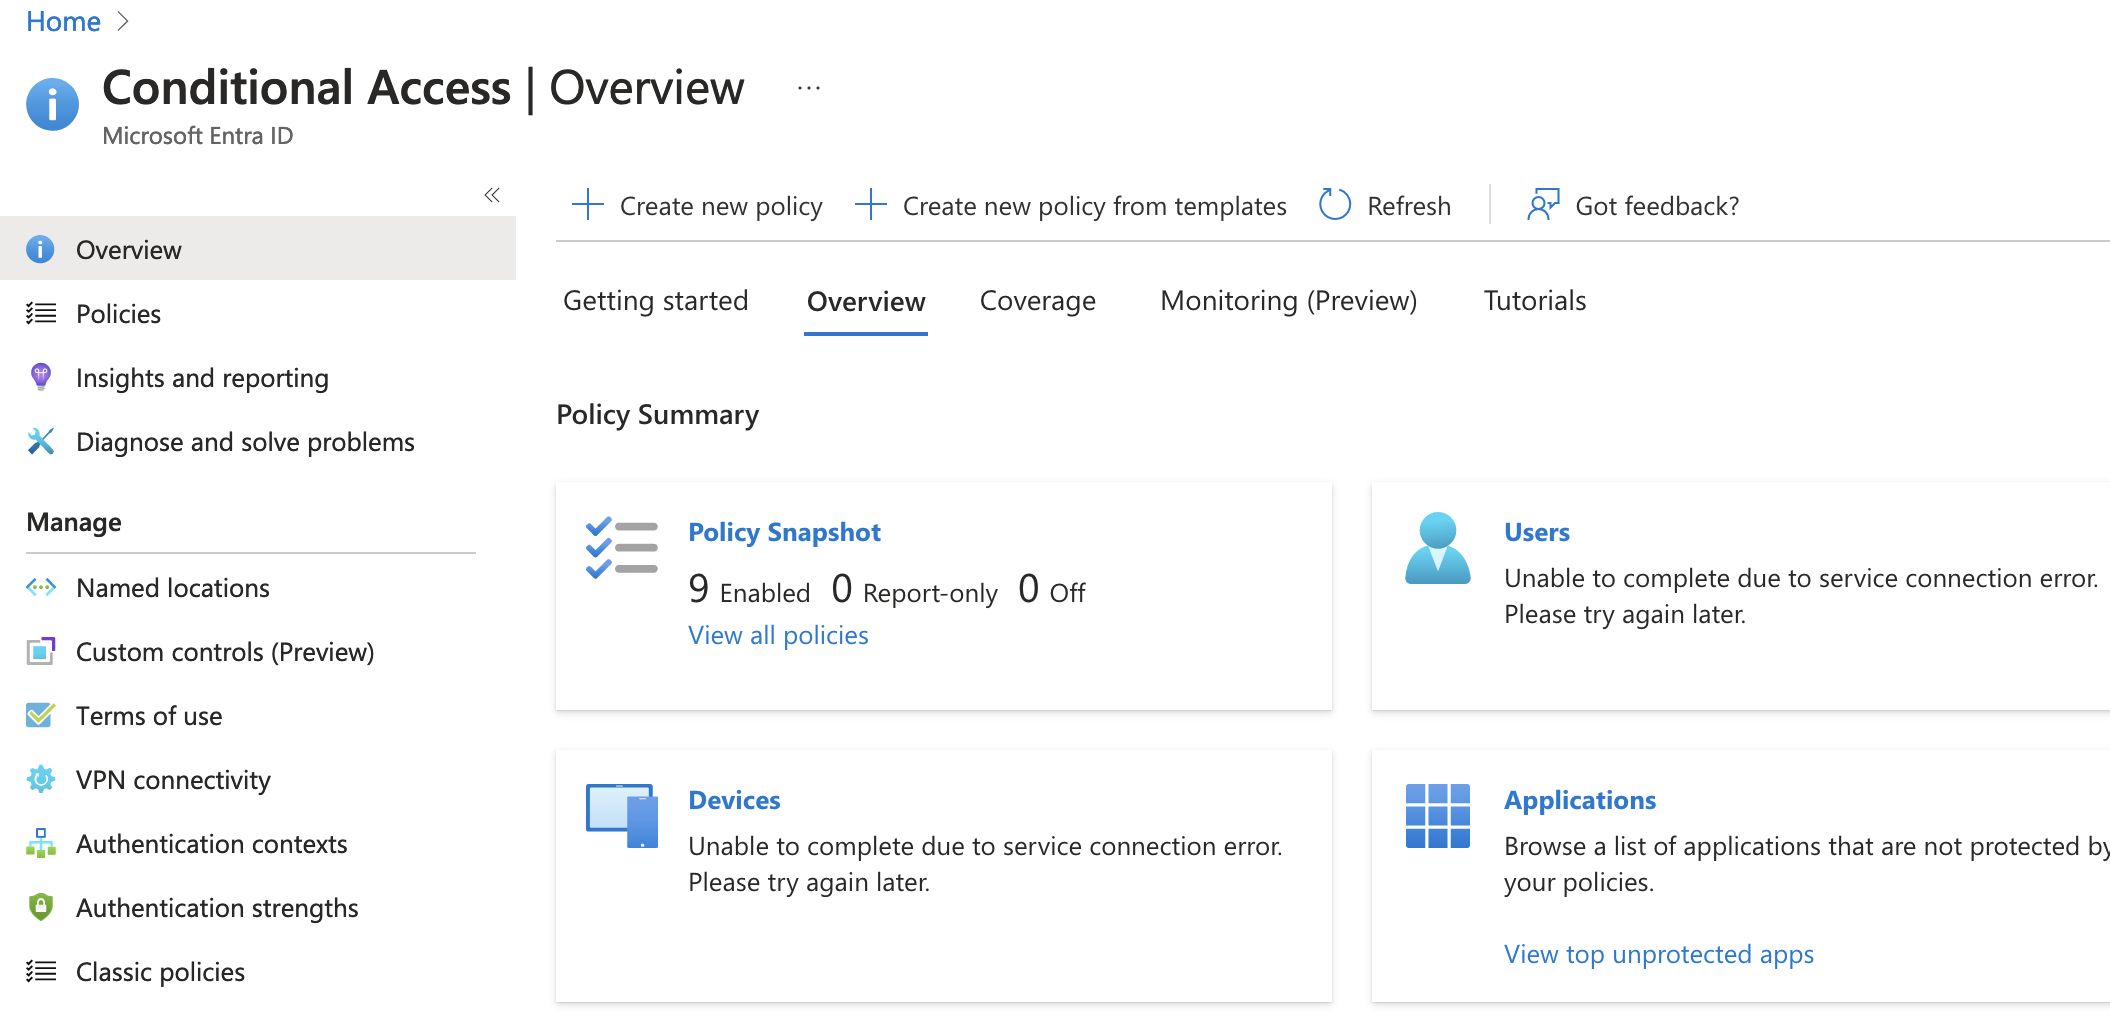 Home
Conditional Access | Overview ...
Microsoft Entra ID
Overview
Policies
Insights and reporting
Diagnose and solve problems
Manage
Named locations
Custom controls (Preview)
Terms of use
VPN connectivity
Authentication contexts
Authentication strengths
Classic policies
Create new policy Create new policy from templates Refresh Got feedback?
Getting started Overview Coverage Monitoring (Preview) Tutorials
Policy Summary
Policy Snapshot
9 Enabled 0 Report-only 0 Off
View all policies
Users
Unable to complete due to service connection error.
Please try again later.
Devices
Unable to complete due to service connection error.
Please try again later.
Applications
Browse a list of applications that are not protected by
your policies.
View top unprotected apps